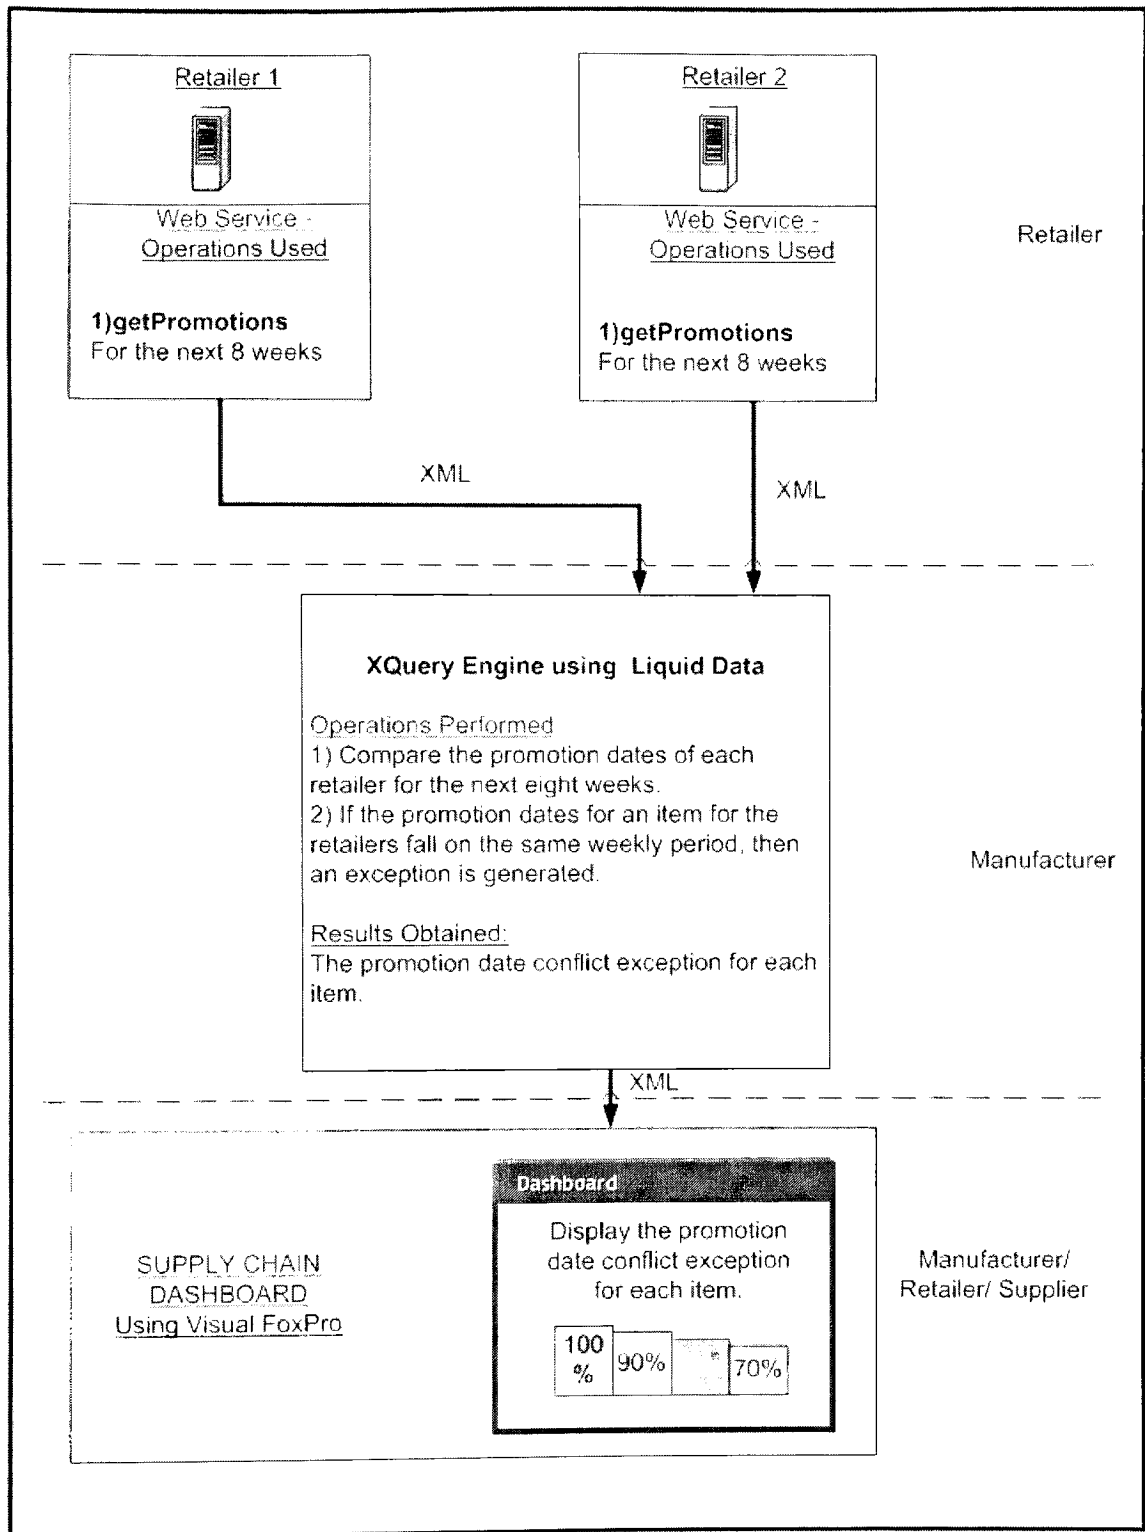 Retailer 1
Web Service -
Operations Used
1)getPromotions
For the next 8 weeks
Retailer 2
Web Service -
Operations Used
1)getPromotions
For the next 8 weeks
Retailer
XML
XML
XQuery Engine using Liquid Data
Operations Performed
1) Compare the promotion dates of each
retailer for the next eight weeks.
2) If the promotion dates for an item for the
retailers fall on the same weekly period, then
an exception is generated.
Results Obtained:
The promotion date conflict exception for each
item.
Manufacturer
XML
SUPPLY CHAIN
DASHBOARD
Using Visual FoxPro
Dashboard
Display the promotion
date conflict exception
for each item.
100
%
90%
70%
Manufacturer/
Retailer/ Supplier